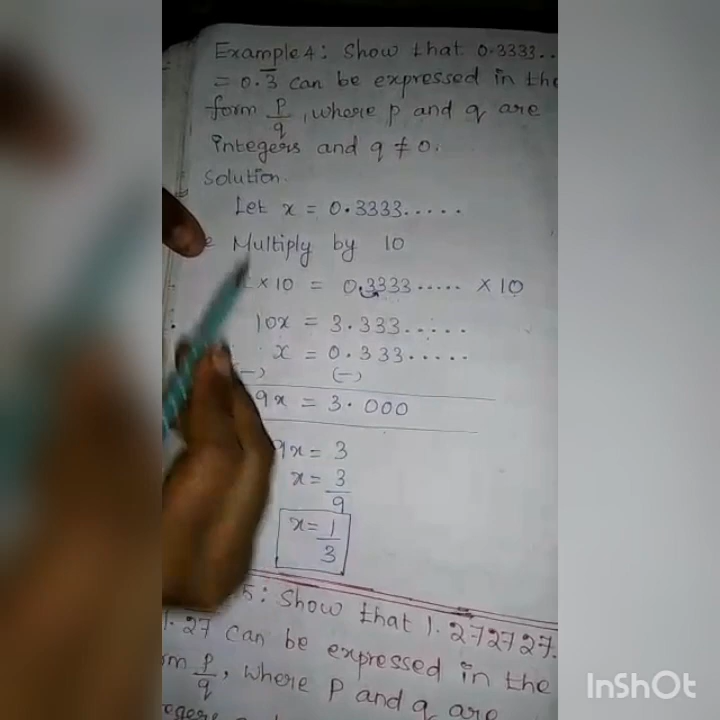 Example 4: Show that 0.3333..
= 0.3̅ can be expressed in the
form p/q, where p and q are
integers and q ≠ 0.
Solution.
Let x = 0.3333.....
Multiply by 10
× 10 = 0.3333..... × 10
10x = 3.333.....
x = 0.333.....
(-) (-)
9x = 3.000
9x = 3
x = 3/9
x = 1/3
5: Show that 1.272727.
1.27 can be expressed in the
p/q, where p and q are
InShOt